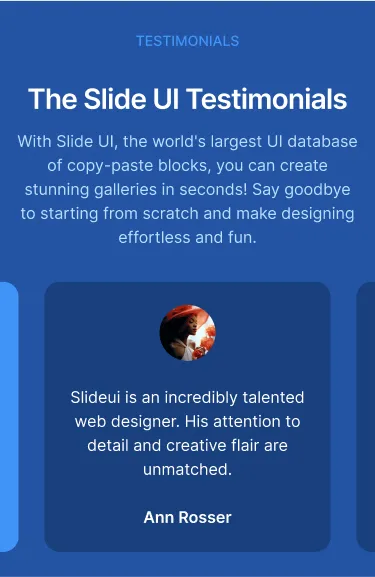 TESTIMONIALS
The Slide UI Testimonials
With Slide UI, the world's largest UI database
of copy-paste blocks, you can create
stunning galleries in seconds! Say goodbye
to starting from scratch and make designing
effortless and fun.
Slideui is an incredibly talented
web designer. His attention to
detail and creative flair are
unmatched.
Ann Rosser